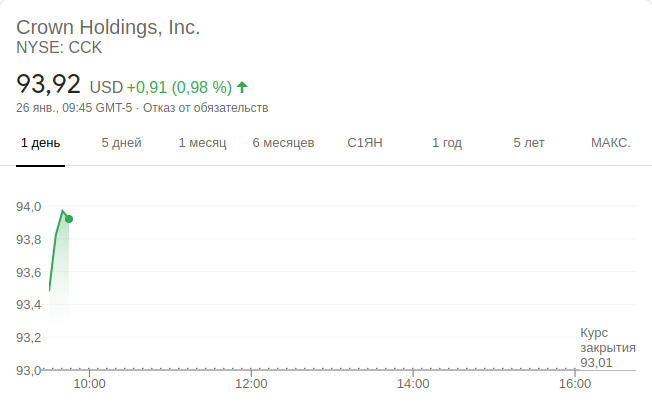 Crown Holdings, Inc.
NYSE: CCK
93,92 USD +0,91 (0,98 %)
26 янв., 09:45 GMT-5 · Отказ от обязательств
1 день 5 дней 1 месяц 6 месяцев С1ЯН 1 год 5 лет МАКС.
94,0
93,8
93,6
93,4
93,2
93,0
Курс
закрытия
93,01
10:00 12:00 14:00 16:00